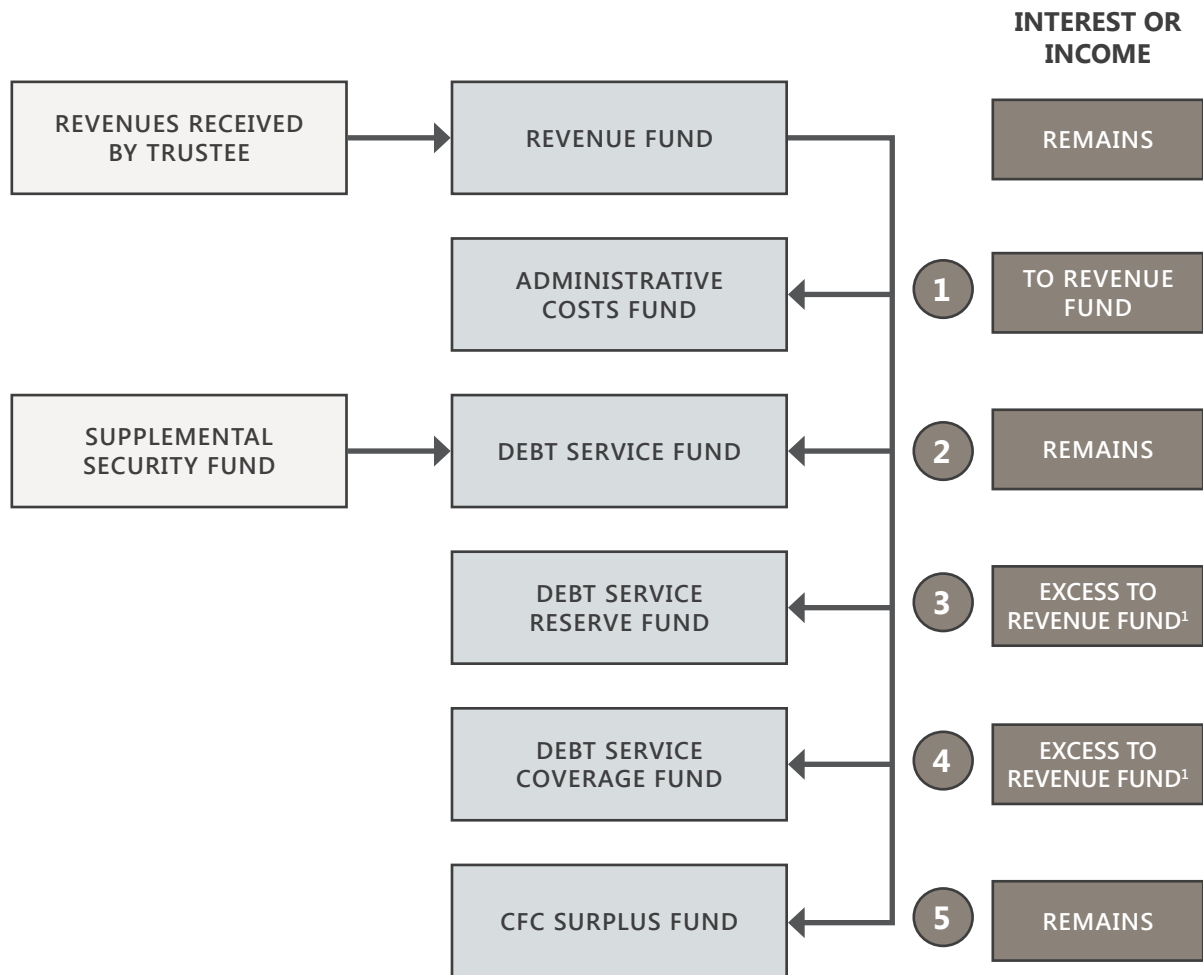 INTEREST OR
INCOME
REVENUES RECEIVED
BY TRUSTEE
REVENUE FUND
REMAINS
ADMINISTRATIVE
COSTS FUND
1
TO REVENUE
FUND
SUPPLEMENTAL
SECURITY FUND
DEBT SERVICE FUND
2
REMAINS
DEBT SERVICE
RESERVE FUND
3
EXCESS TO
REVENUE FUND¹
DEBT SERVICE
COVERAGE FUND
4
EXCESS TO
REVENUE FUND¹
CFC SURPLUS FUND
5
REMAINS